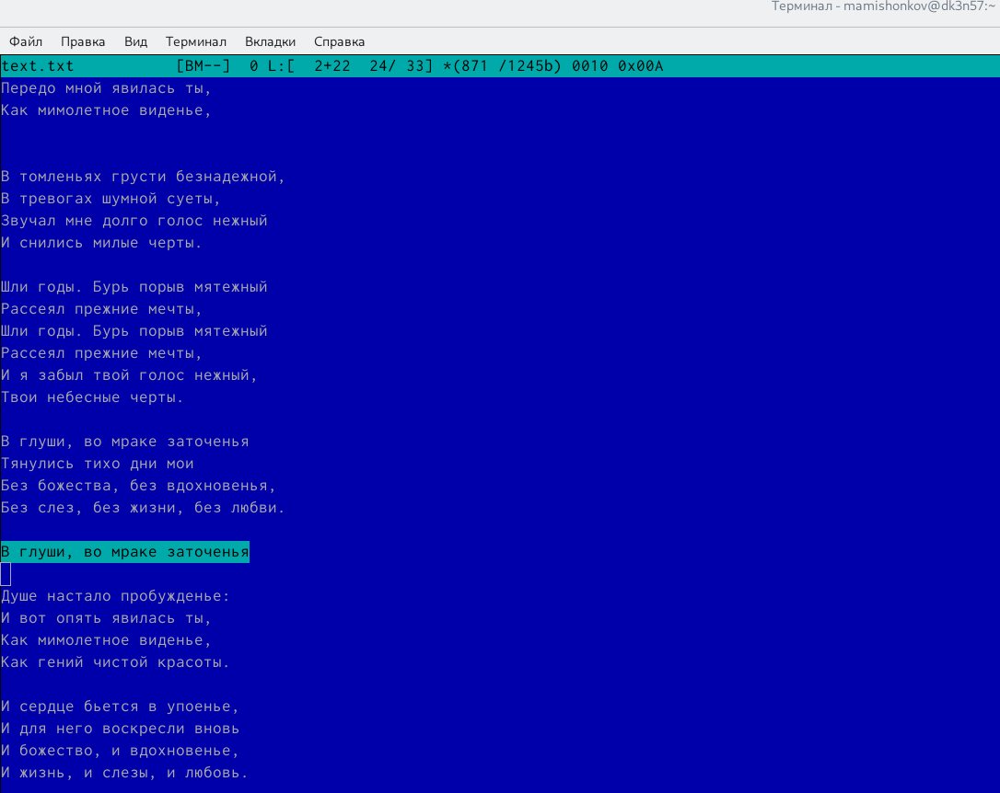 Терминал - mamishonkov@dk3n57:~
Файл Правка Вид Терминал Вкладки Справка
text.txt [BM--] 0 L:[ 2+22 24/ 33] *(871 /1245b) 0010 0x00A
Передо мной явилась ты,
Как мимолетное виденье,
В томленьях грусти безнадежной,
В тревогах шумной суеты,
Звучал мне долго голос нежный
И снились милые черты.
Шли годы. Бурь порыв мятежный
Рассеял прежние мечты,
Шли годы. Бурь порыв мятежный
Рассеял прежние мечты,
И я забыл твой голос нежный,
Твои небесные черты.
В глуши, во мраке заточенья
Тянулись тихо дни мои
Без божества, без вдохновенья,
Без слез, без жизни, без любви.
В глуши, во мраке заточенья
Душе настало пробужденье:
И вот опять явилась ты,
Как мимолетное виденье,
Как гений чистой красоты.
И сердце бьется в упоенье,
И для него воскресли вновь
И божество, и вдохновенье,
И жизнь, и слезы, и любовь.